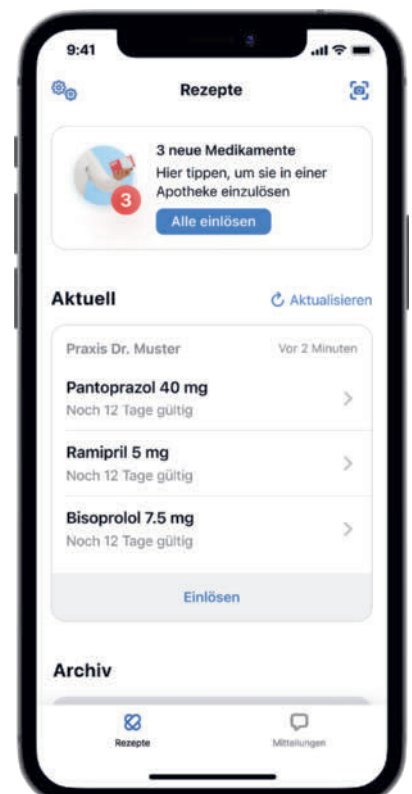 9:41
Rezepte
3 neue Medikamente
Hier tippen, um sie in einer
Apotheke einzulösen
3
Alle einlösen
Aktuell
Aktualisieren
Praxis Dr. Muster Vor 2 Minuten
Pantoprazol 40 mg
Noch 12 Tage gültig
Ramipril 5 mg
Noch 12 Tage gültig
Bisoprolol 7.5 mg
Noch 12 Tage gültig
Einlösen
Archiv
Rezepte Mitteilungen